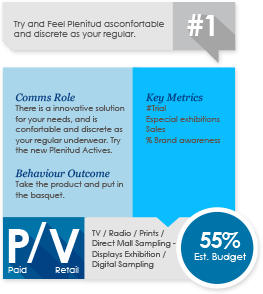 Try and Feel Plenitud asconfortable
and discrete as your regular.
#1
Comms Role
There is a innovative solution
for your needs, and is
confortable and discrete as
your regular underwear. Try
the new Plenitud Actives.
Behaviour Outcome
Take the product and put in
the basquet.
Key Metrics
#Trial
Especial exhibitions
Sales
% Brand awareness
P/V
Paid Retail
TV / Radio / Prints /
Direct Mall Sampling -
Displays Exhibition /
Digital Sampling
55%
Est. Budget